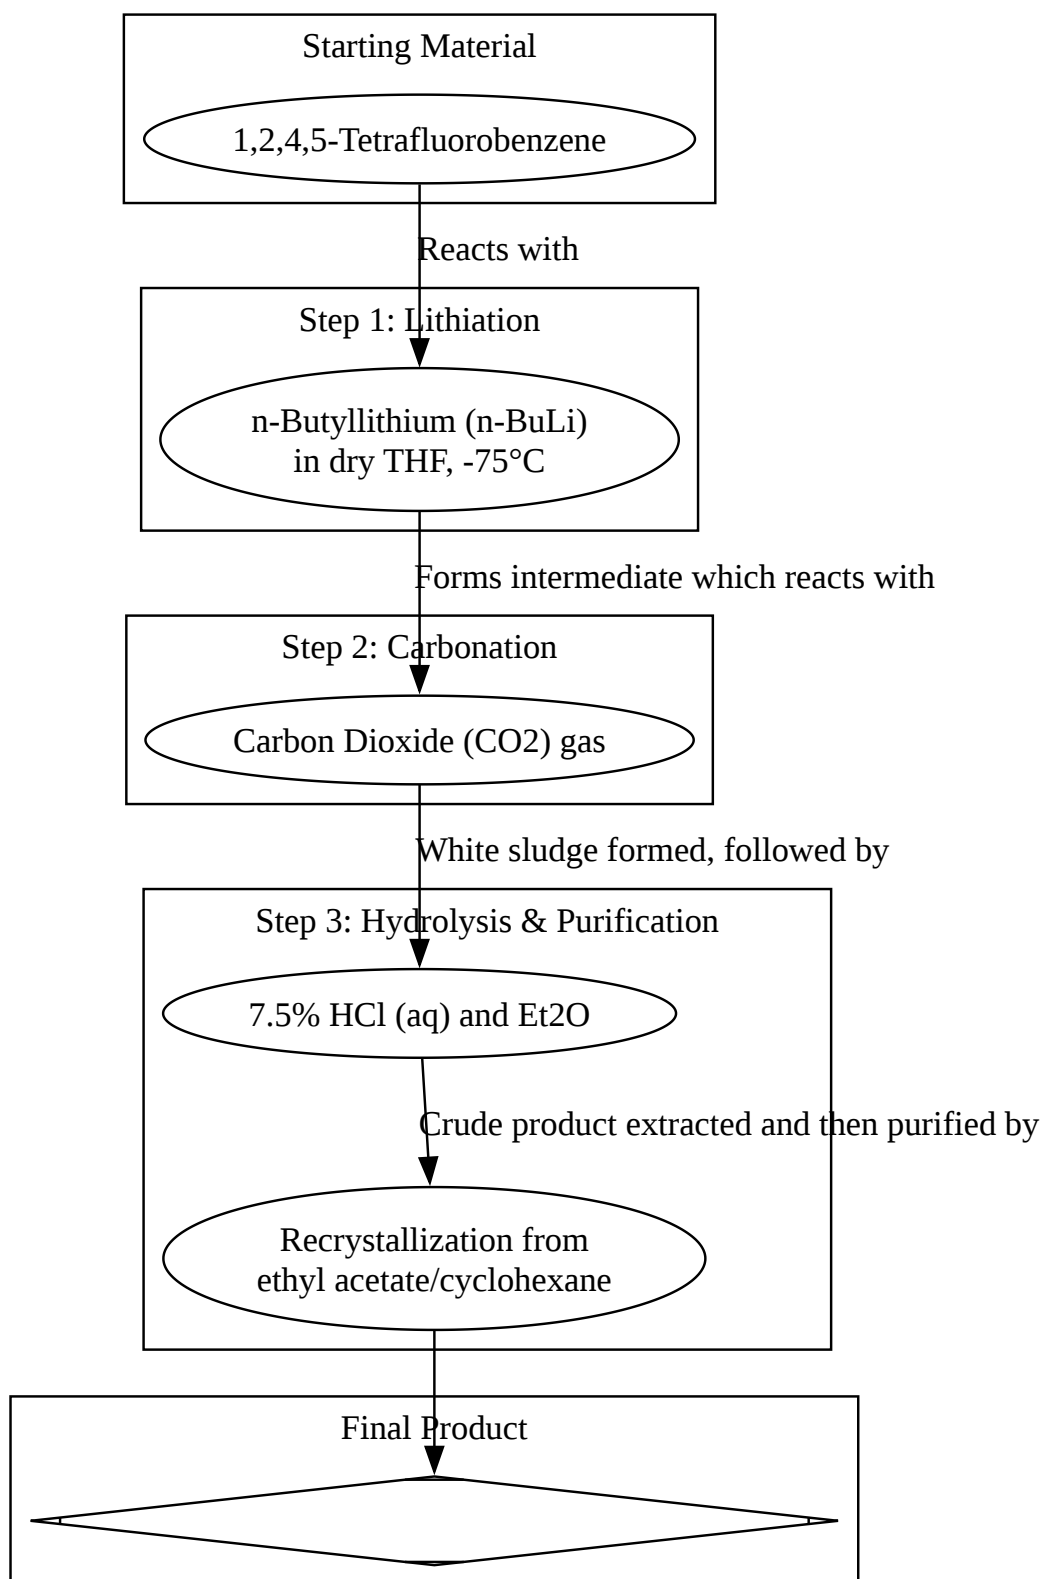 Starting Material
1,2,4,5-Tetrafluorobenzene
Reacts with
Step 1: Lithiation
n-Butyllithium (n-BuLi)
in dry THF, -75°C
Forms intermediate which reacts with
Step 2: Carbonation
Carbon Dioxide (CO2) gas
White sludge formed, followed by
Step 3: Hydrolysis & Purification
7.5% HCl (aq) and Et2O
Crude product extracted and then purified by
Recrystallization from
ethyl acetate/cyclohexane
Final Product